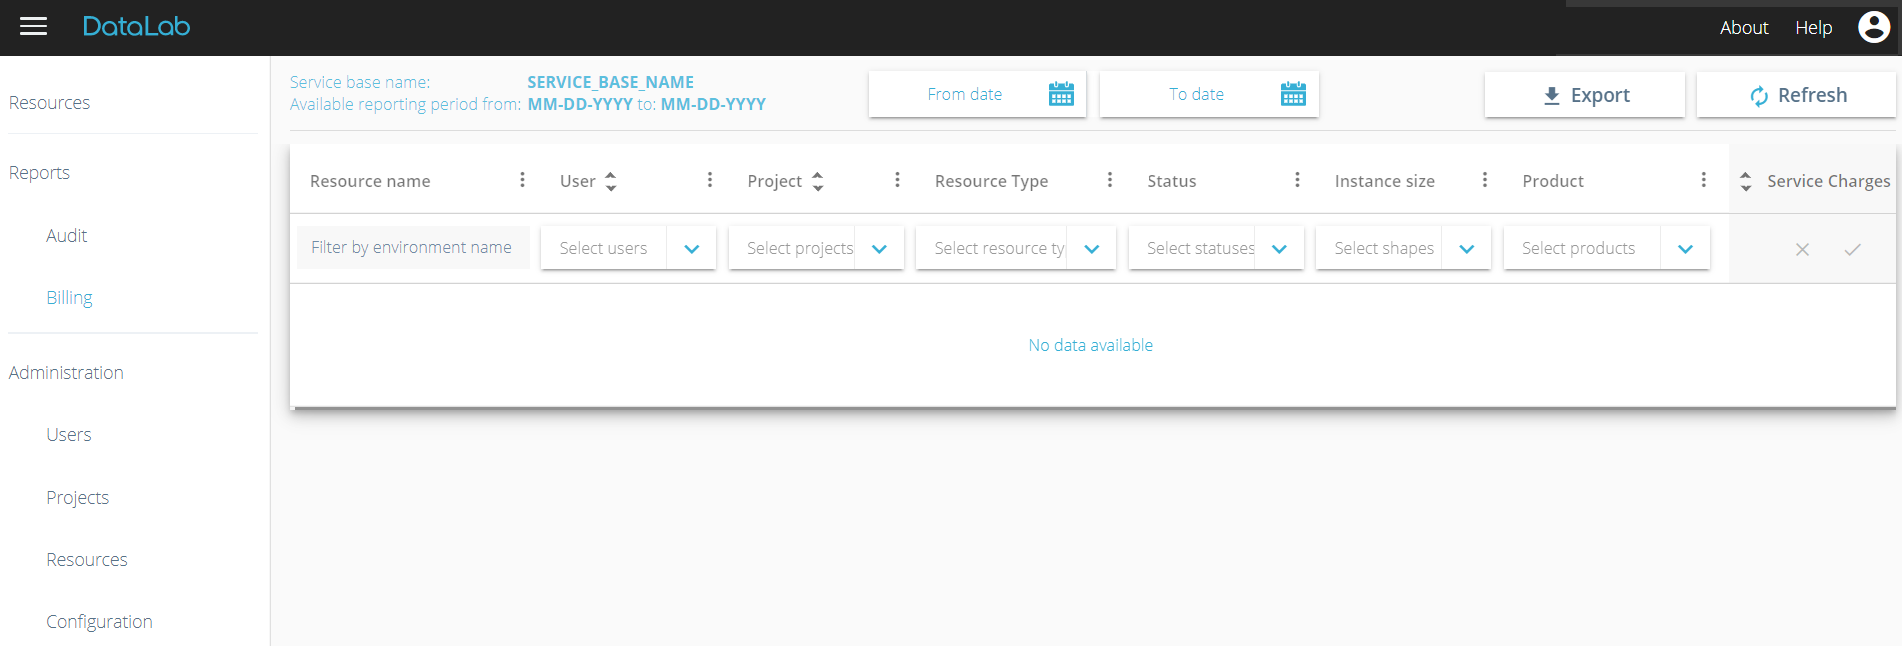 DataLab
About
Help
Resources
Reports
Audit
Billing
Administration
Users
Projects
Resources
Configuration
Service base name: SERVICE_BASE_NAME
Available reporting period from: MM-DD-YYYY to: MM-DD-YYYY
From date
To date
Export
Refresh
Resource name
User
Project
Resource Type
Status
Instance size
Product
Service Charges
Filter by environment name
Select users
Select projects
Select resource ty
Select statuses
Select shapes
Select products
No data available